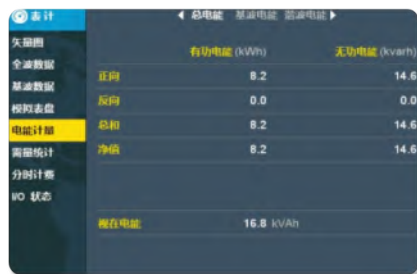 表计
◀ 总电能 基波电能 谐波电能 ▶
矢量图
全波数据
基波数据
模拟表盘
电能计量
需量统计
分时计费
I/O 状态
有功电能 (kWh) 无功电能 (kvarh)
正向 8.2 14.6
反向 0.0 0.0
总和 8.2 14.6
净值 8.2 14.6
视在电能 16.8 kVAh